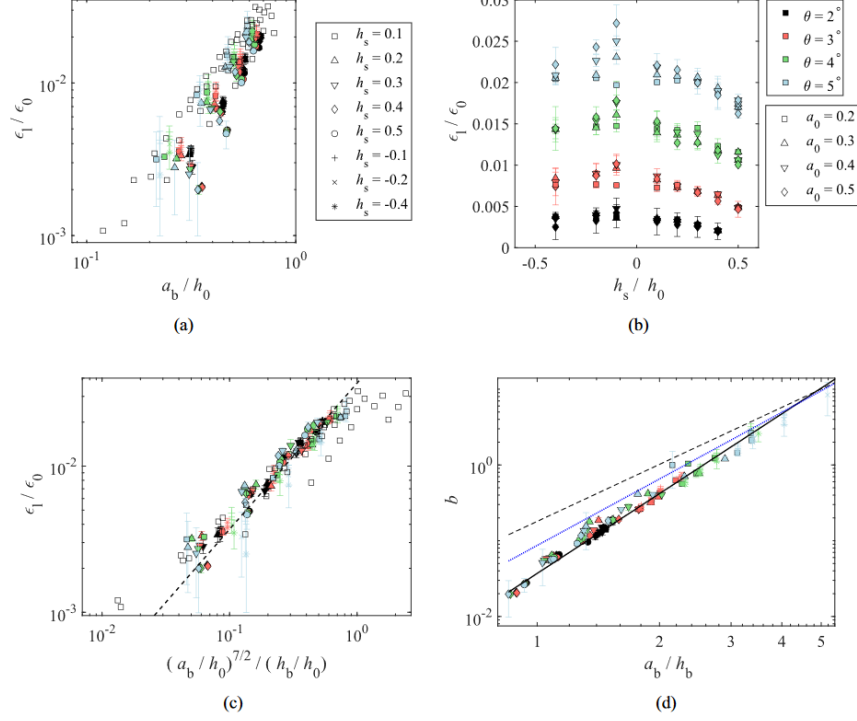 10^-2
10^-3
10^-1
10^0
ϵ_l / ϵ_0
a_b / h_0
h_s = 0.1
h_s = 0.2
h_s = 0.3
h_s = 0.4
h_s = 0.5
h_s = -0.1
h_s = -0.2
h_s = -0.4
(a)
0.03
0.025
0.02
0.015
0.01
0.005
0
-0.5
0
0.5
ϵ_l / ϵ_0
h_s / h_0
θ = 2°
θ = 3°
θ = 4°
θ = 5°
a_0 = 0.2
a_0 = 0.3
a_0 = 0.4
a_0 = 0.5
(b)
10^-2
10^-3
10^-2
10^-1
10^0
ϵ_l / ϵ_0
(a_b / h_0)^7/2 / (h_b / h_0)
(c)
10^0
10^-2
1
2
3
4
5
b
a_b / h_b
(d)